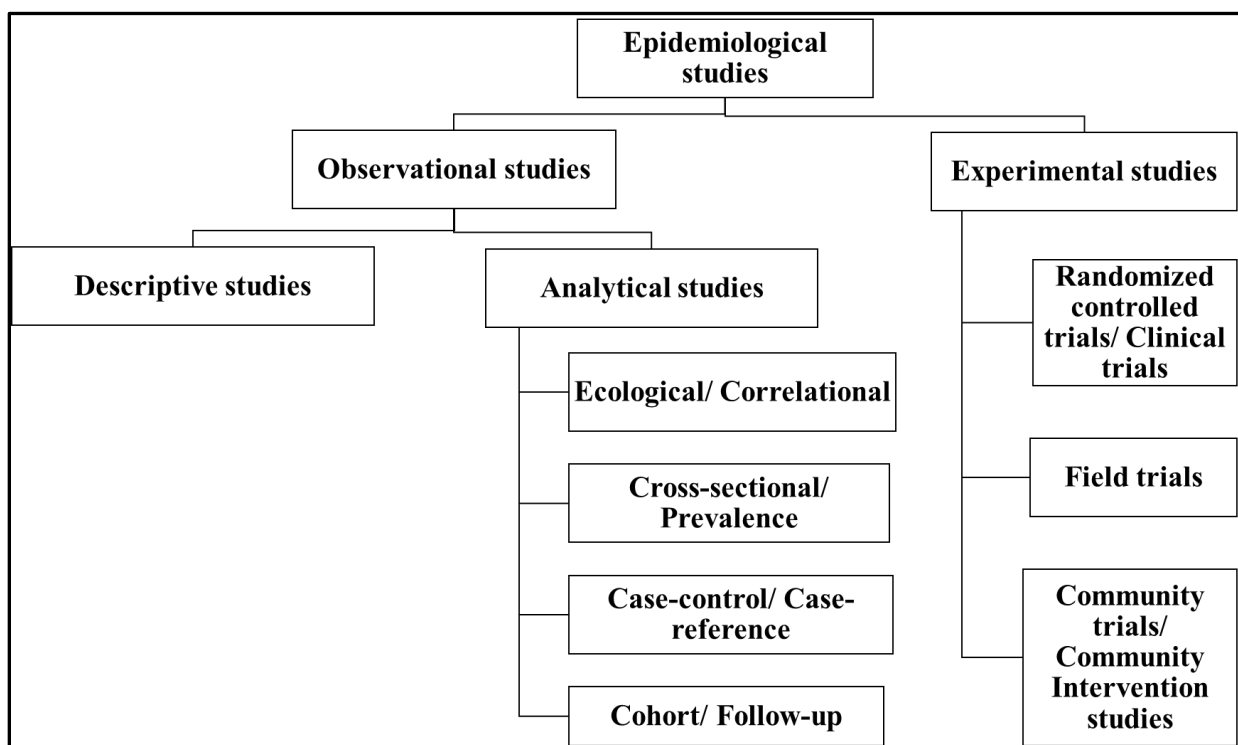 Epidemiological
studies
Observational studies
Experimental studies
Descriptive studies
Analytical studies
Ecological/ Correlational
Cross-sectional/
Prevalence
Case-control/ Case-
reference
Cohort/ Follow-up
Randomized
controlled
trials/ Clinical
trials
Field trials
Community
trials/
Community
Intervention
studies